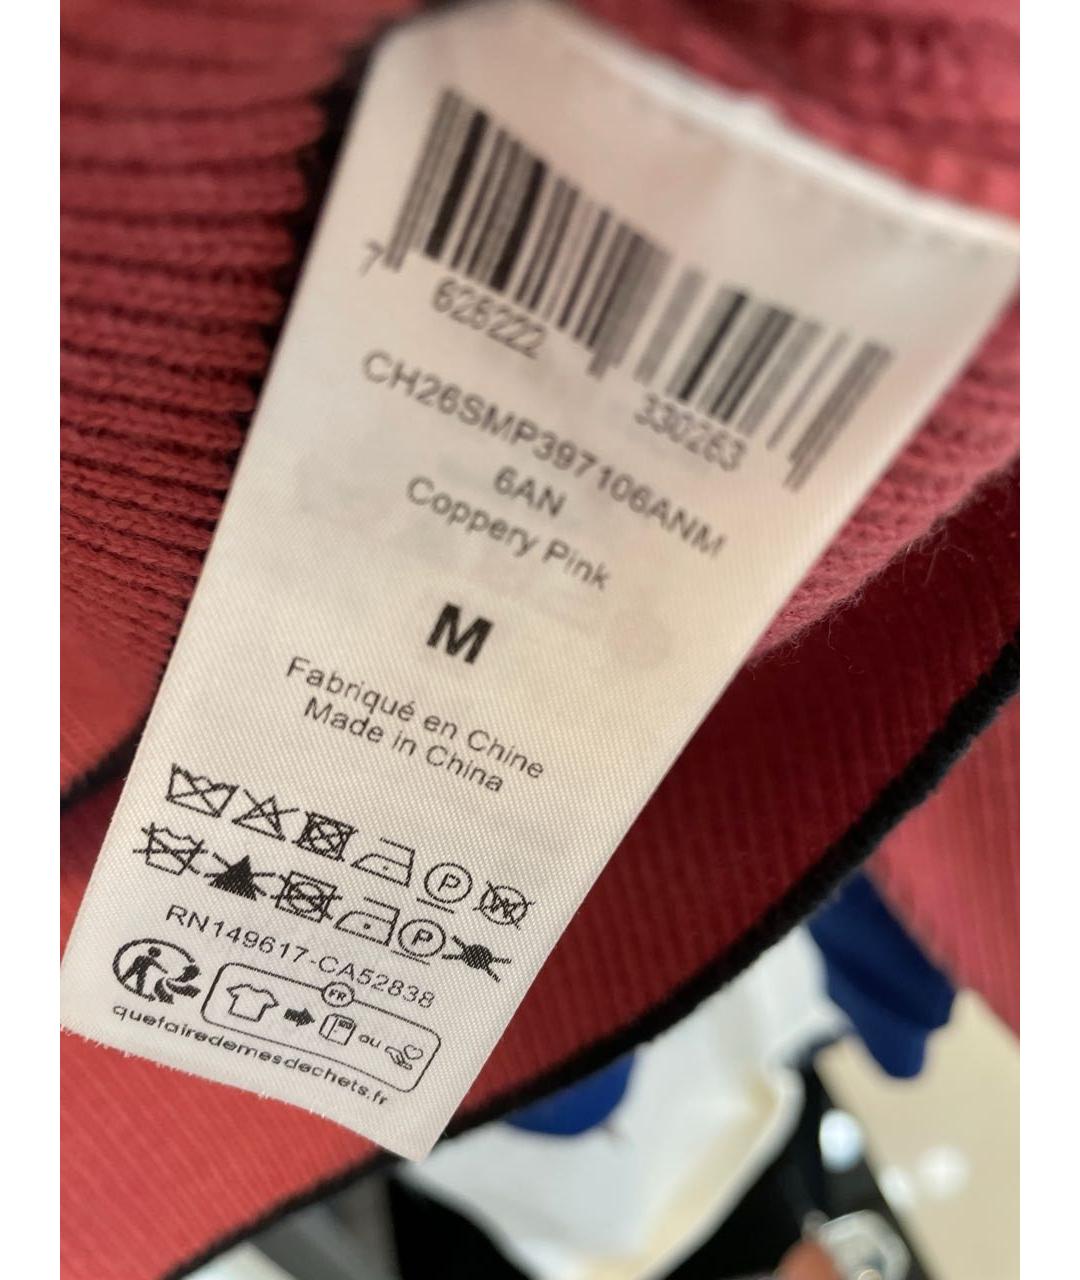 7 625222 330263
CH26SMP397106ANM
6AN
Coppery Pink
M
Fabriqué en Chine
Made in China
P W
P
RN149617-CA52838
FR
ou
quefairedemesdechets.fr